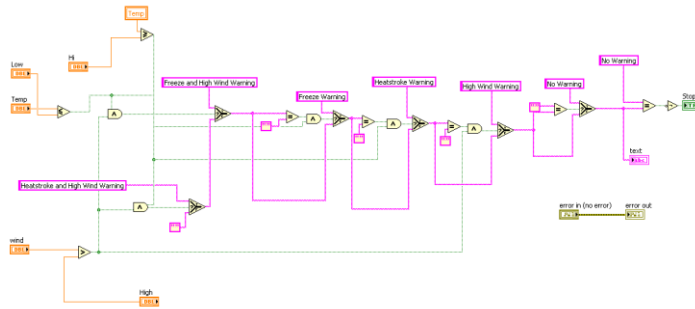 Temp
Hi
Low
Temp
Freeze and High Wind Warning
Freeze Warning
Heatstroke Warning
High Wind Warning
No Warning
No Warning
Stop
text
Heatstroke and High Wind Warning
error in (no error)
error out
wind
High